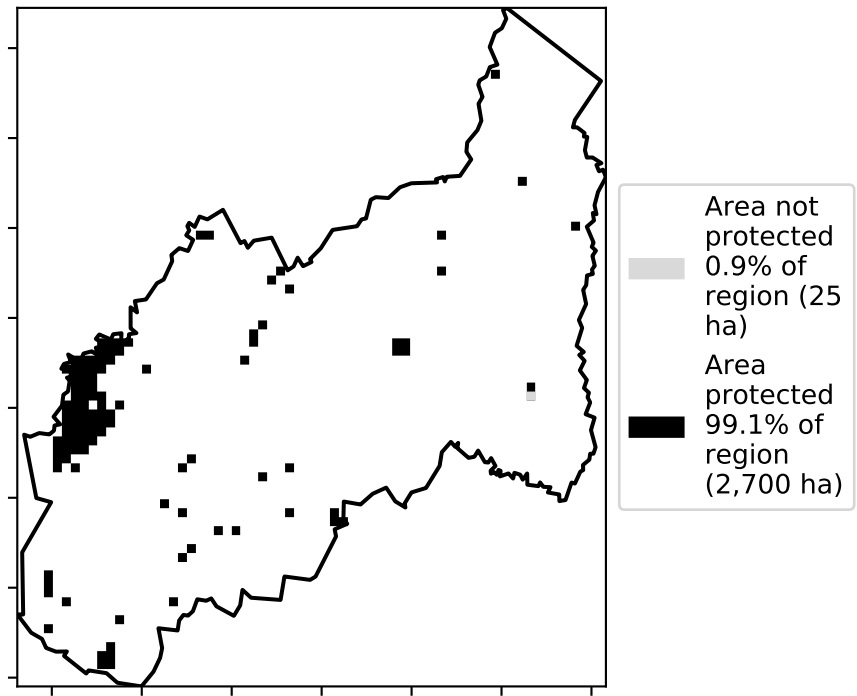 Area not
protected
0.9% of
region (25
ha)
Area
protected
99.1% of
region
(2,700 ha)